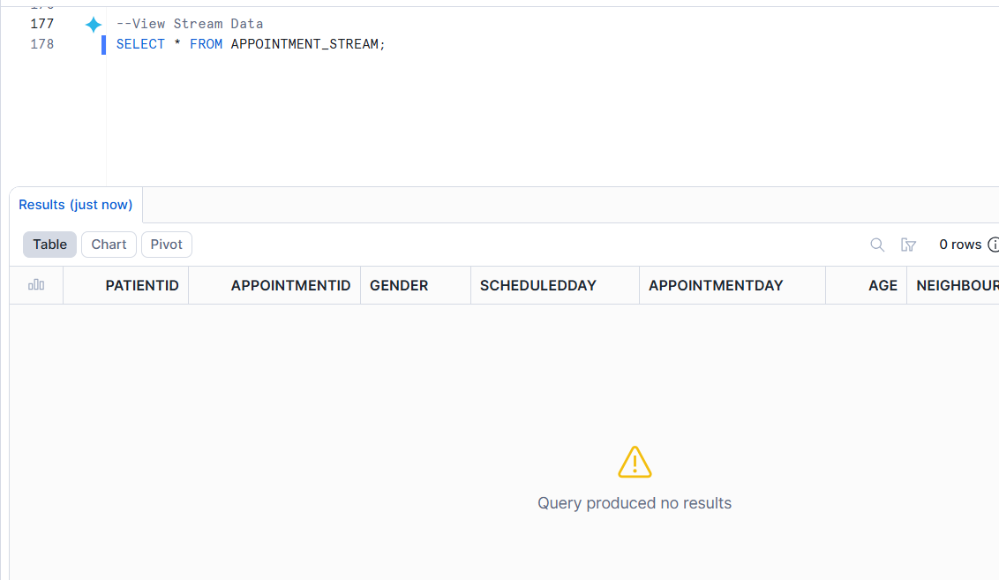 177 --View Stream Data
178 SELECT * FROM APPOINTMENT_STREAM;
Results (just now)
Table Chart Pivot 0 rows
PATIENTID APPOINTMENTID GENDER SCHEDULEDDAY APPOINTMENTDAY AGE NEIGHBOUR
Query produced no results